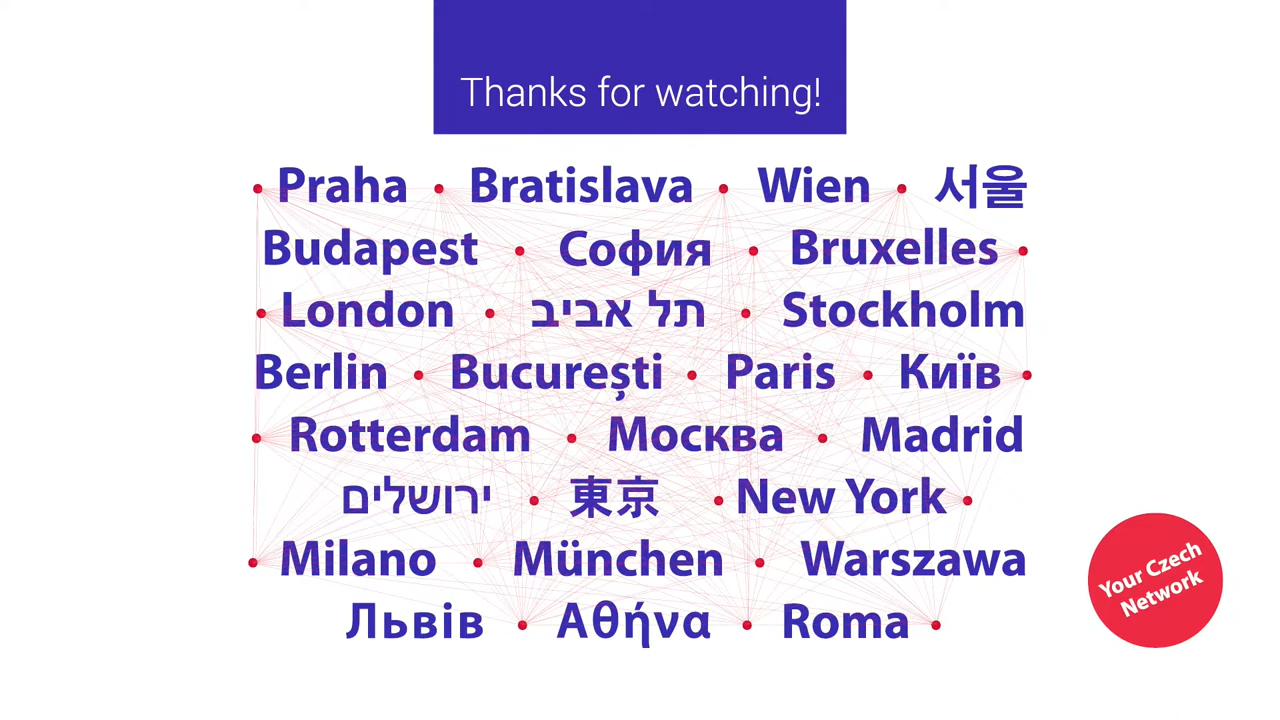 Thanks for watching!
Praha Bratislava Wien 서울
Budapest София Bruxelles
London תל אביב Stockholm
Berlin București Paris Київ
Rotterdam Москва Madrid
ירושלים 東京 New York
Milano München Warszawa
Львів Αθήνα Roma
Your Czech
Network